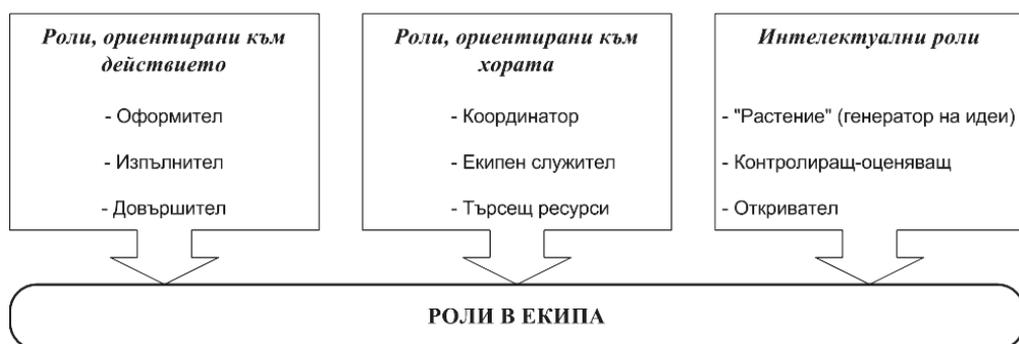 Роли, ориентирани към
действието
- Оформител
- Изпълнител
- Довършител
Роли, ориентирани към
хората
- Координатор
- Екипен служител
- Търсещ ресурси
Интелектуални роли
- "Растение" (генератор на идеи)
- Контролиращ-оценяващ
- Откривател
РОЛИ В ЕКИПА